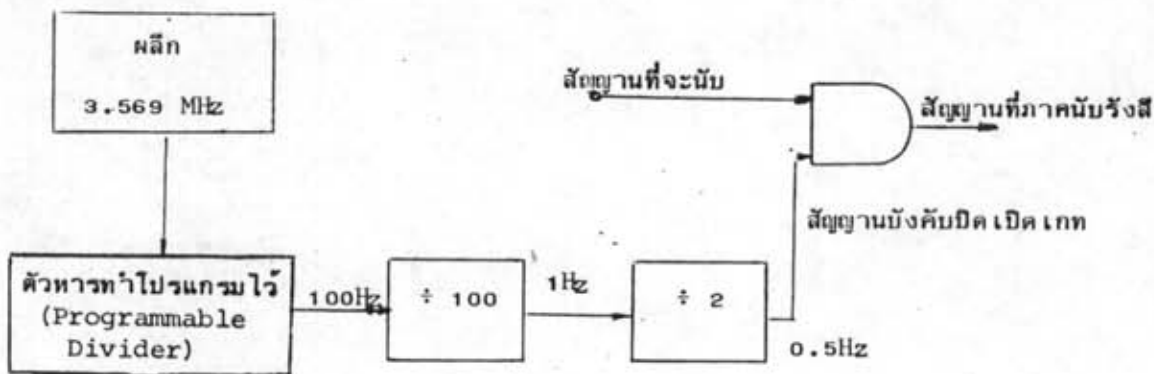 ผลึก
3.569 MHz
สัญญานที่จะนับ
สัญญานที่ภาคนับรังสี
สัญญานบังคับปิด เปิด เกท
ตัวหารทำโปรแกรมไว้
(Programmable
Divider)
100Hz
÷ 100
1Hz
÷ 2
0.5Hz